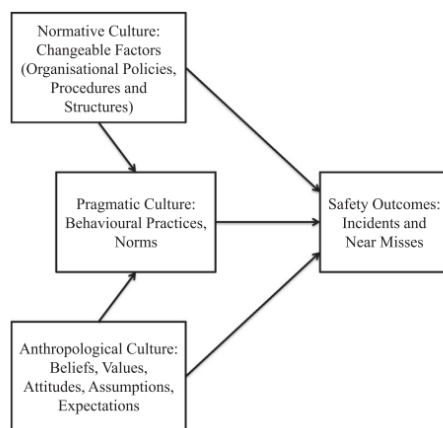 Normative Culture:
Changeable Factors
(Organisational Policies,
Procedures and
Structures)
Pragmatic Culture:
Behavioural Practices,
Norms
Safety Outcomes:
Incidents and
Near Misses
Anthropological Culture:
Beliefs, Values,
Attitudes, Assumptions,
Expectations